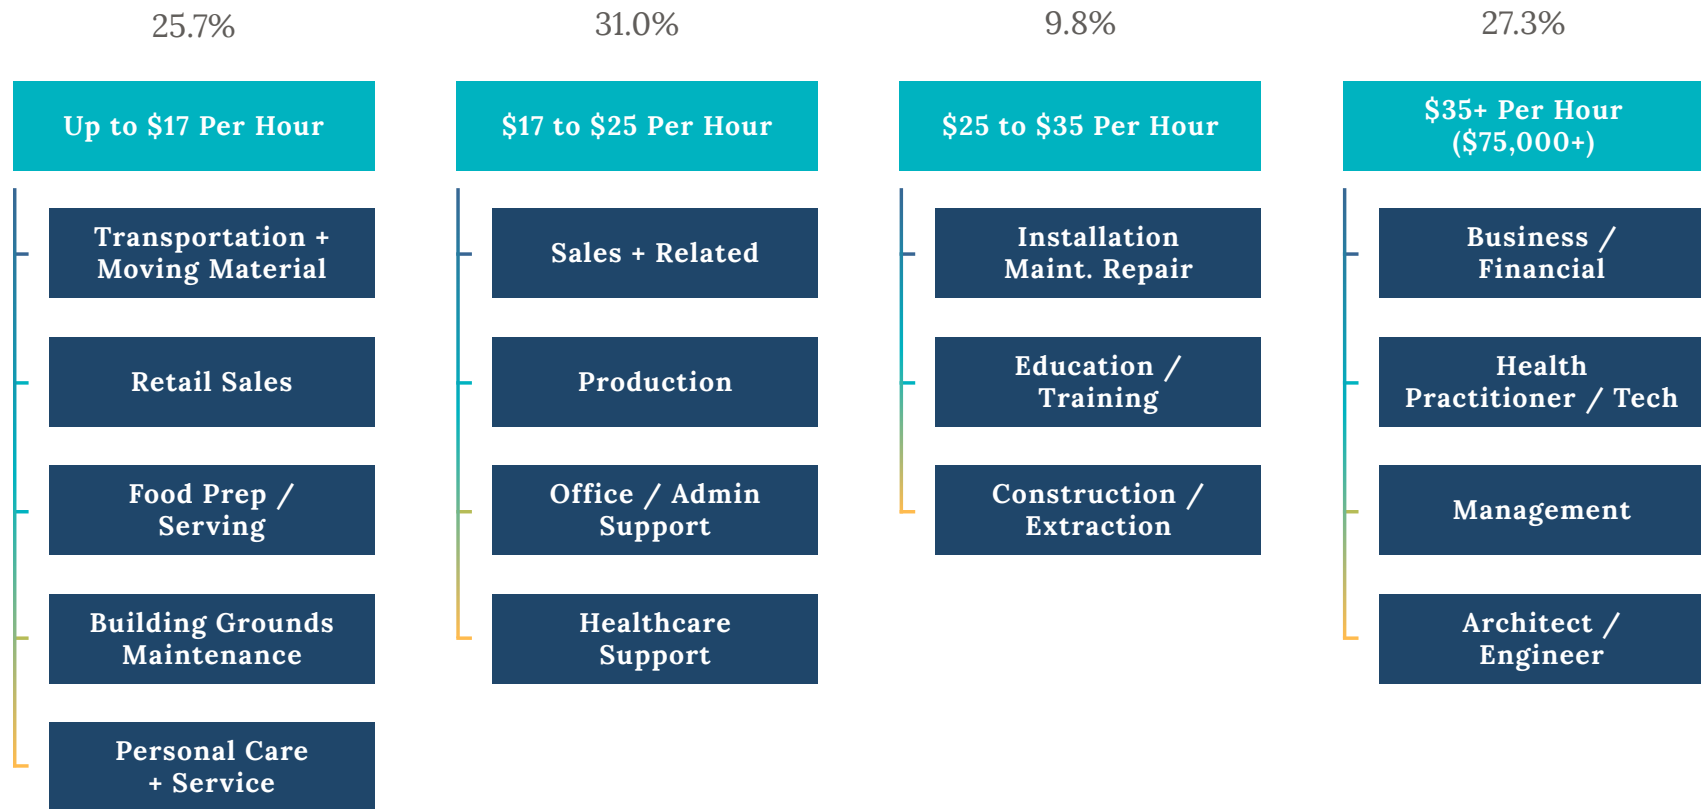 25.7%
31.0%
9.8%
27.3%
Up to $17 Per Hour
$17 to $25 Per Hour
$25 to $35 Per Hour
$35+ Per Hour
($75,000+)
Transportation +
Moving Material
Retail Sales
Food Prep /
Serving
Building Grounds
Maintenance
Personal Care
+ Service
Sales + Related
Production
Office / Admin
Support
Healthcare
Support
Installation
Maint. Repair
Education /
Training
Construction /
Extraction
Business /
Financial
Health
Practitioner / Tech
Management
Architect /
Engineer